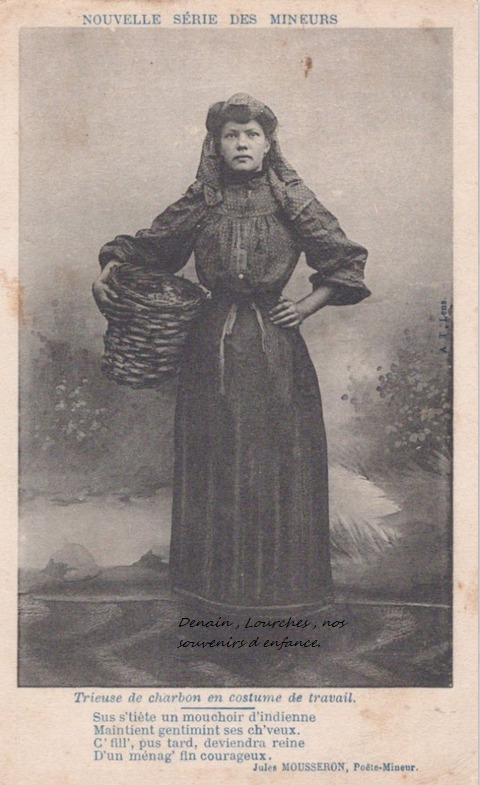 NOUVELLE SÉRIE DES MINEURS
A. T., Lens.
Denain , Lourches , nos
souvenirs d enfance.
Trieuse de charbon en costume de travail.
Sus s'tiète un mouchoir d'indienne
Maintient gentimint ses ch'veux.
C' fill', pus tard, deviendra reine
D'un ménag' fin courageux.
Jules MOUSSERON, Poète-Mineur.